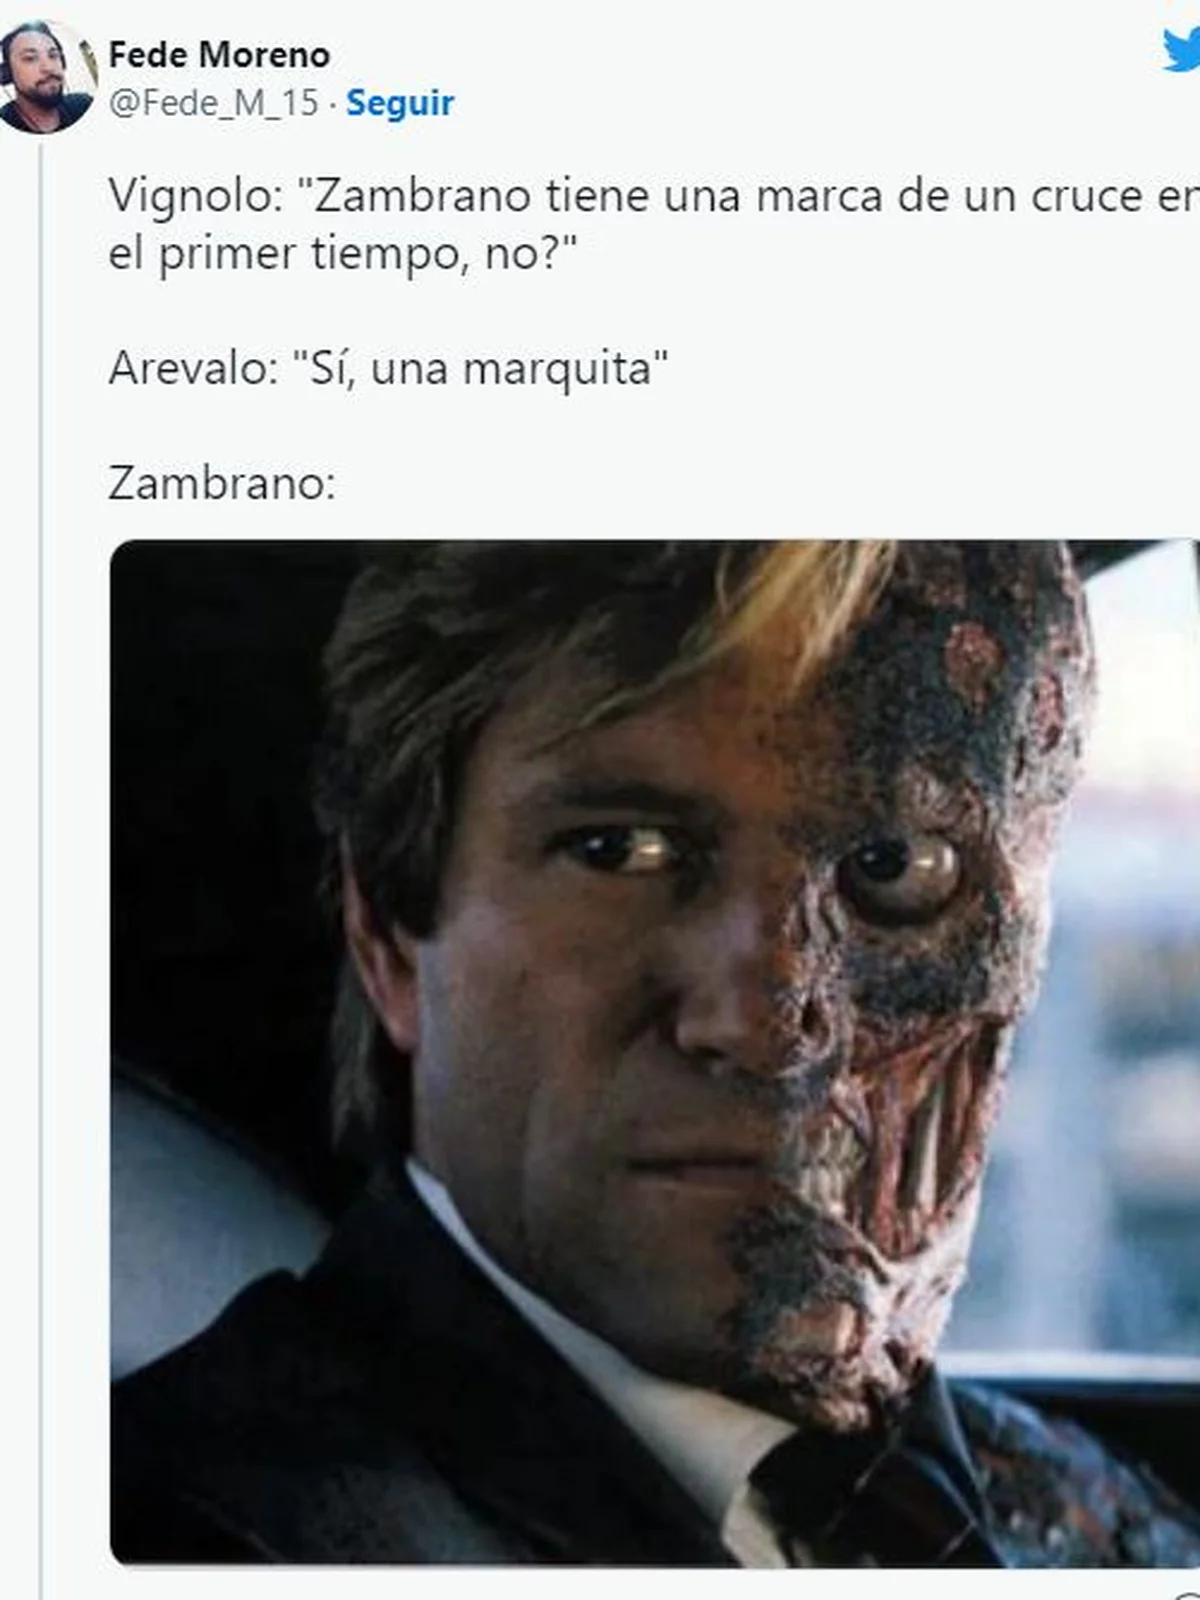 Fede Moreno
@Fede_M_15 · Seguir
Vignolo: "Zambrano tiene una marca de un cruce en
el primer tiempo, no?"
Arevalo: "Sí, una marquita"
Zambrano: